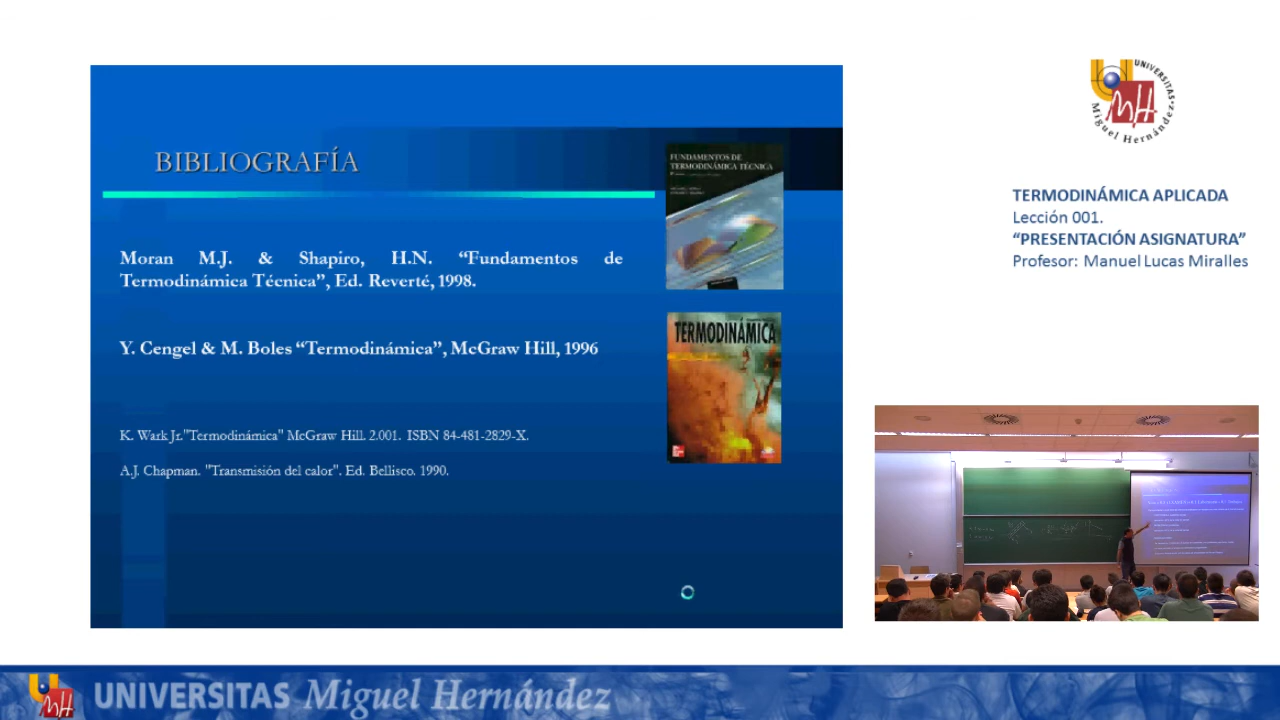 BIBLIOGRAFÍA
FUNDAMENTOS DE
TERMODINÁMICA TÉCNICA
Moran M.J. & Shapiro, H.N. “Fundamentos de
Termodinámica Técnica”, Ed. Reverté, 1998.
TERMODINÁMICA
Y. Cengel & M. Boles “Termodinámica”, McGraw Hill, 1996
K. Wark Jr."Termodinámica" McGraw Hill. 2.001. ISBN 84-481-2829-X.
A.J. Chapman. "Transmisión del calor". Ed. Bellisco. 1990.
UNIVERSITAS
Miguel Hernández
TERMODINÁMICA APLICADA
Lección 001.
“PRESENTACIÓN ASIGNATURA”
Profesor: Manuel Lucas Miralles
UNIVERSITAS Miguel Hernández